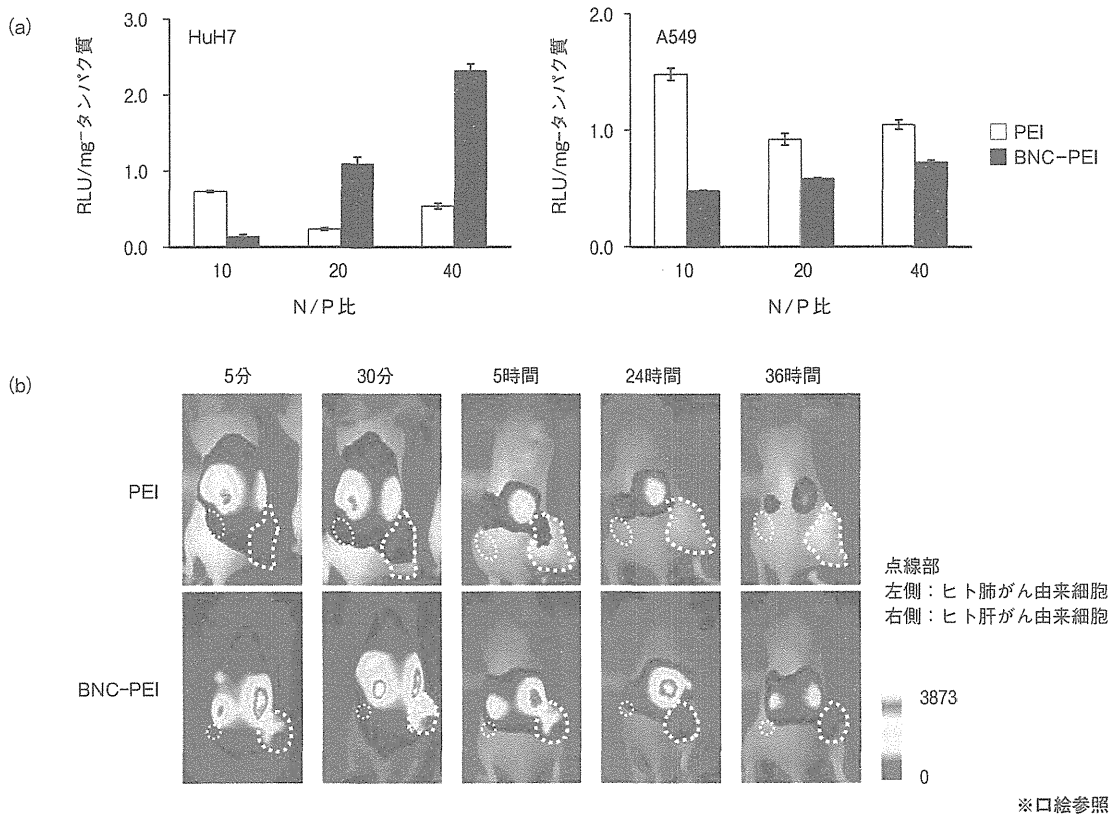 (a)
HuH7
RLU/mg-タンパク質
3.0
2.0
1.0
0.0
10 20 40
N/P比
A549
RLU/mg-タンパク質
2.0
1.0
0.0
10 20 40
N/P比
PEI
BNC-PEI
(b)
5分 30分 5時間 24時間 36時間
PEI
BNC-PEI
点線部
左側：ヒト肺がん由来細胞
右側：ヒト肝がん由来細胞
3873
0
※口絵参照